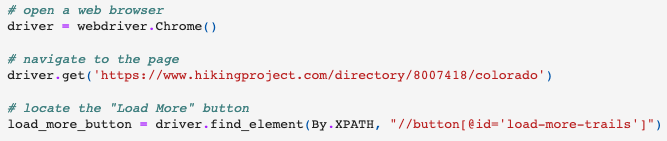 # open a web browser
driver = webdriver.Chrome()
# navigate to the page
driver.get('https://www.hikingproject.com/directory/8007418/colorado')
# locate the "Load More" button
load_more_button = driver.find_element(By.XPATH, "//button[@id='load-more-trails']")